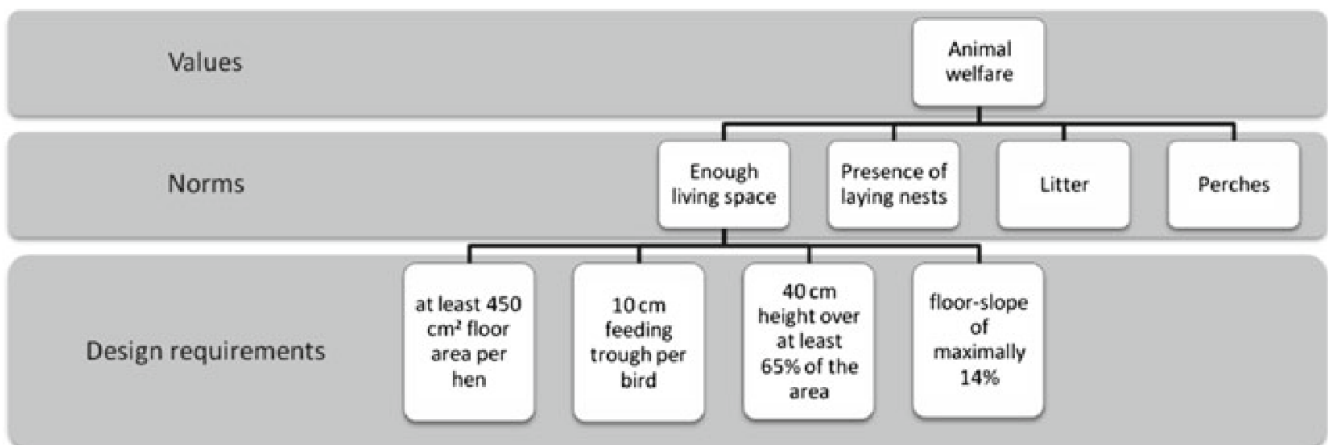 Values
Animal
welfare
Norms
Enough
living space
Presence of
laying nests
Litter
Perches
Design requirements
at least 450
cm² floor
area per
hen
10 cm
feeding
trough per
bird
40 cm
height over
at least
65% of the
area
floor-slope
of
maximally
14%